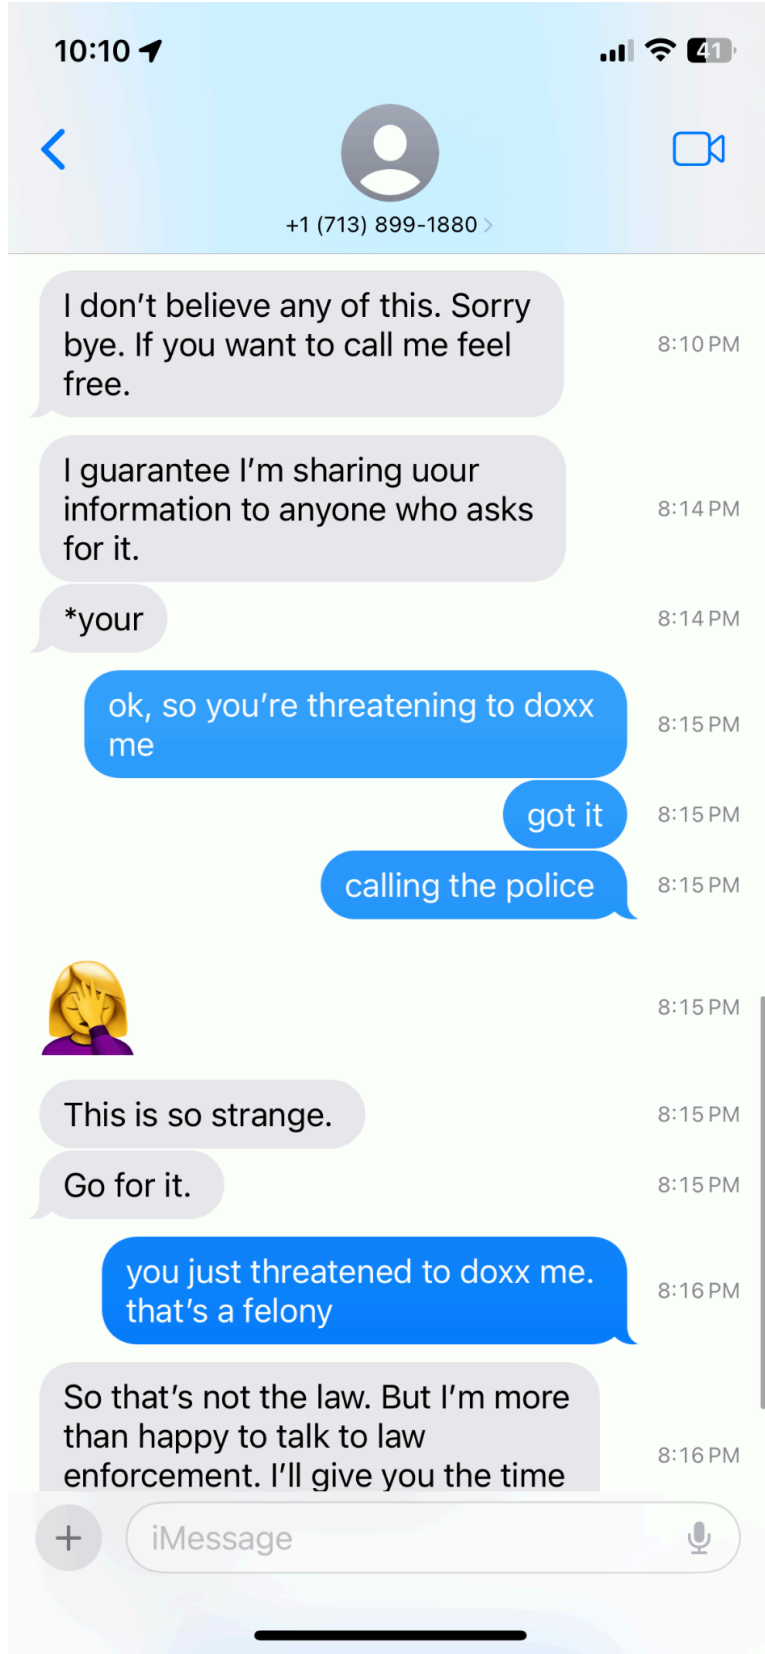 10:10
41
+1 (713) 899-1880
I don't believe any of this. Sorry
bye. If you want to call me feel
free.
8:10 PM
I guarantee I'm sharing uour
information to anyone who asks
for it.
8:14 PM
*your
8:14 PM
ok, so you're threatening to doxx
me
8:15 PM
got it
8:15 PM
calling the police
8:15 PM
8:15 PM
This is so strange.
8:15 PM
Go for it.
8:15 PM
you just threatened to doxx me.
that's a felony
8:16 PM
So that's not the law. But I'm more
than happy to talk to law
enforcement. I'll give you the time
8:16 PM
iMessage